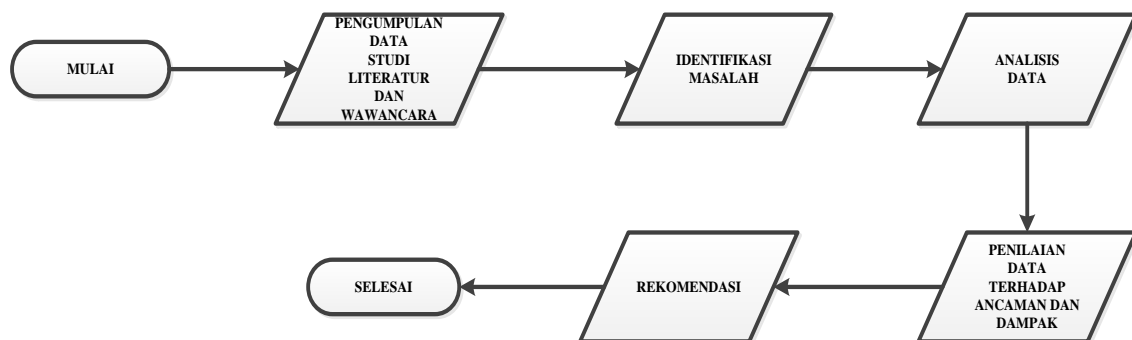 MULAI
PENGUMPULAN
DATA
STUDI
LITERATUR
DAN
WAWANCARA
IDENTIFIKASI
MASALAH
ANALISIS
DATA
PENILAIAN
DATA
TERHADAP
ANCAMAN DAN
DAMPAK
REKOMENDASI
SELESAI